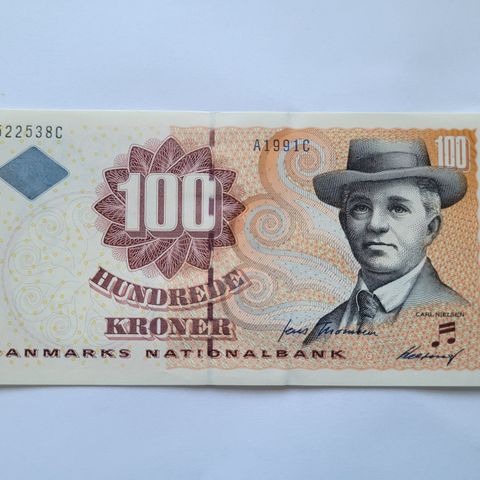 522538C
A1991C
100
100
HUNDREDE
KRONER
CARL NIELSEN
DANMARKS NATIONALBANK